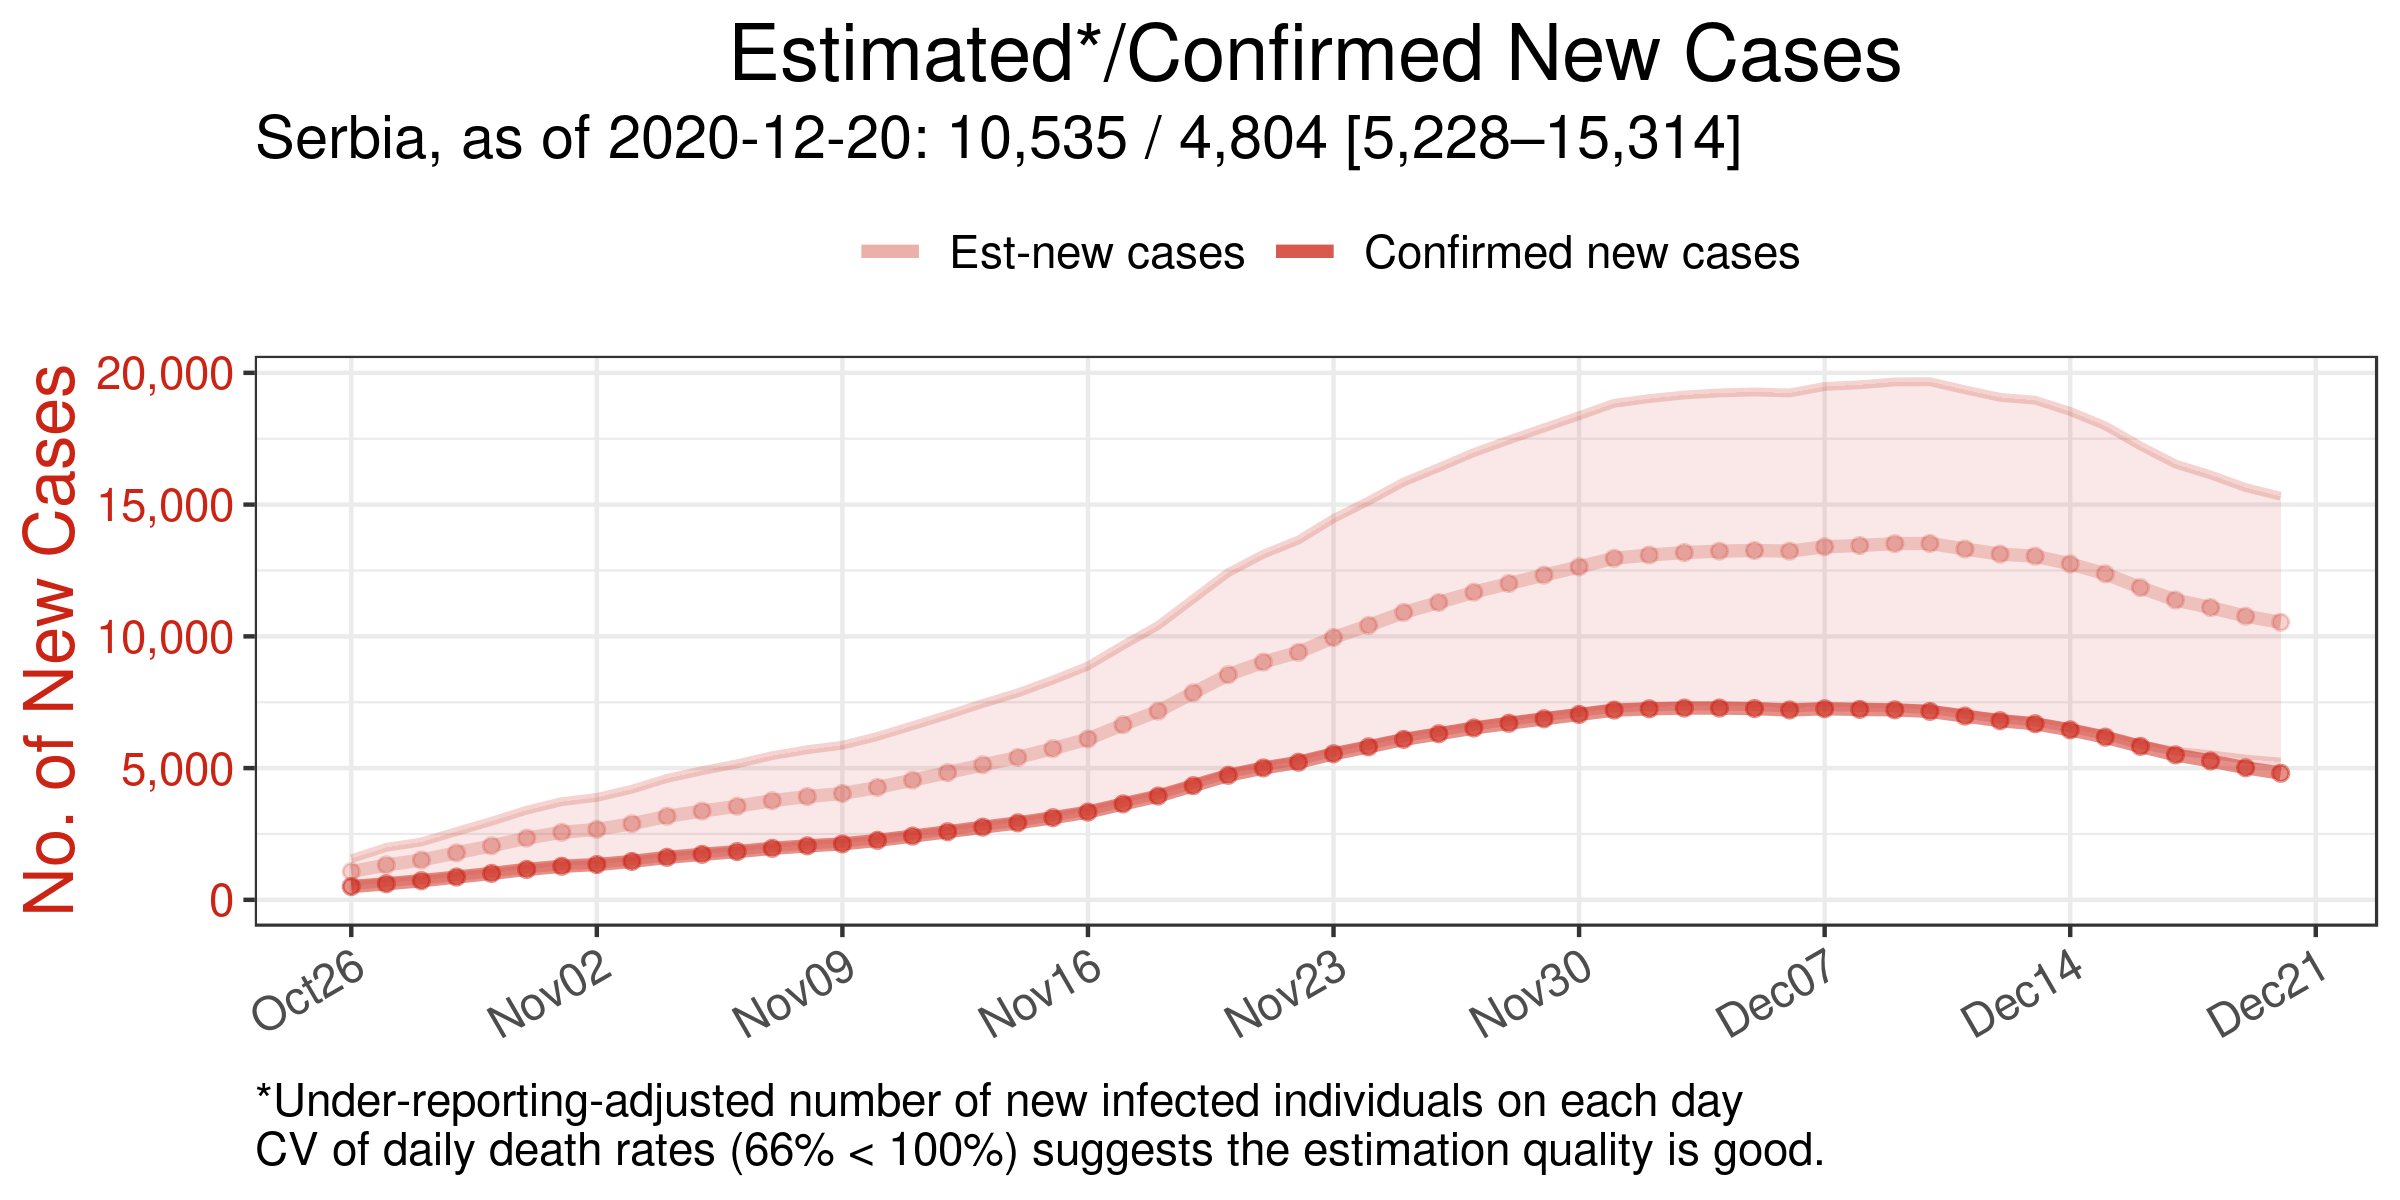 Estimated*/Confirmed New Cases
Serbia, as of 2020-12-20: 10,535 / 4,804 [5,228–15,314]
Est-new cases Confirmed new cases
No. of New Cases
20,000
15,000
10,000
5,000
0
Oct26 Nov02 Nov09 Nov16 Nov23 Nov30 Dec07 Dec14 Dec21
*Under-reporting-adjusted number of new infected individuals on each day
CV of daily death rates (66% < 100%) suggests the estimation quality is good.